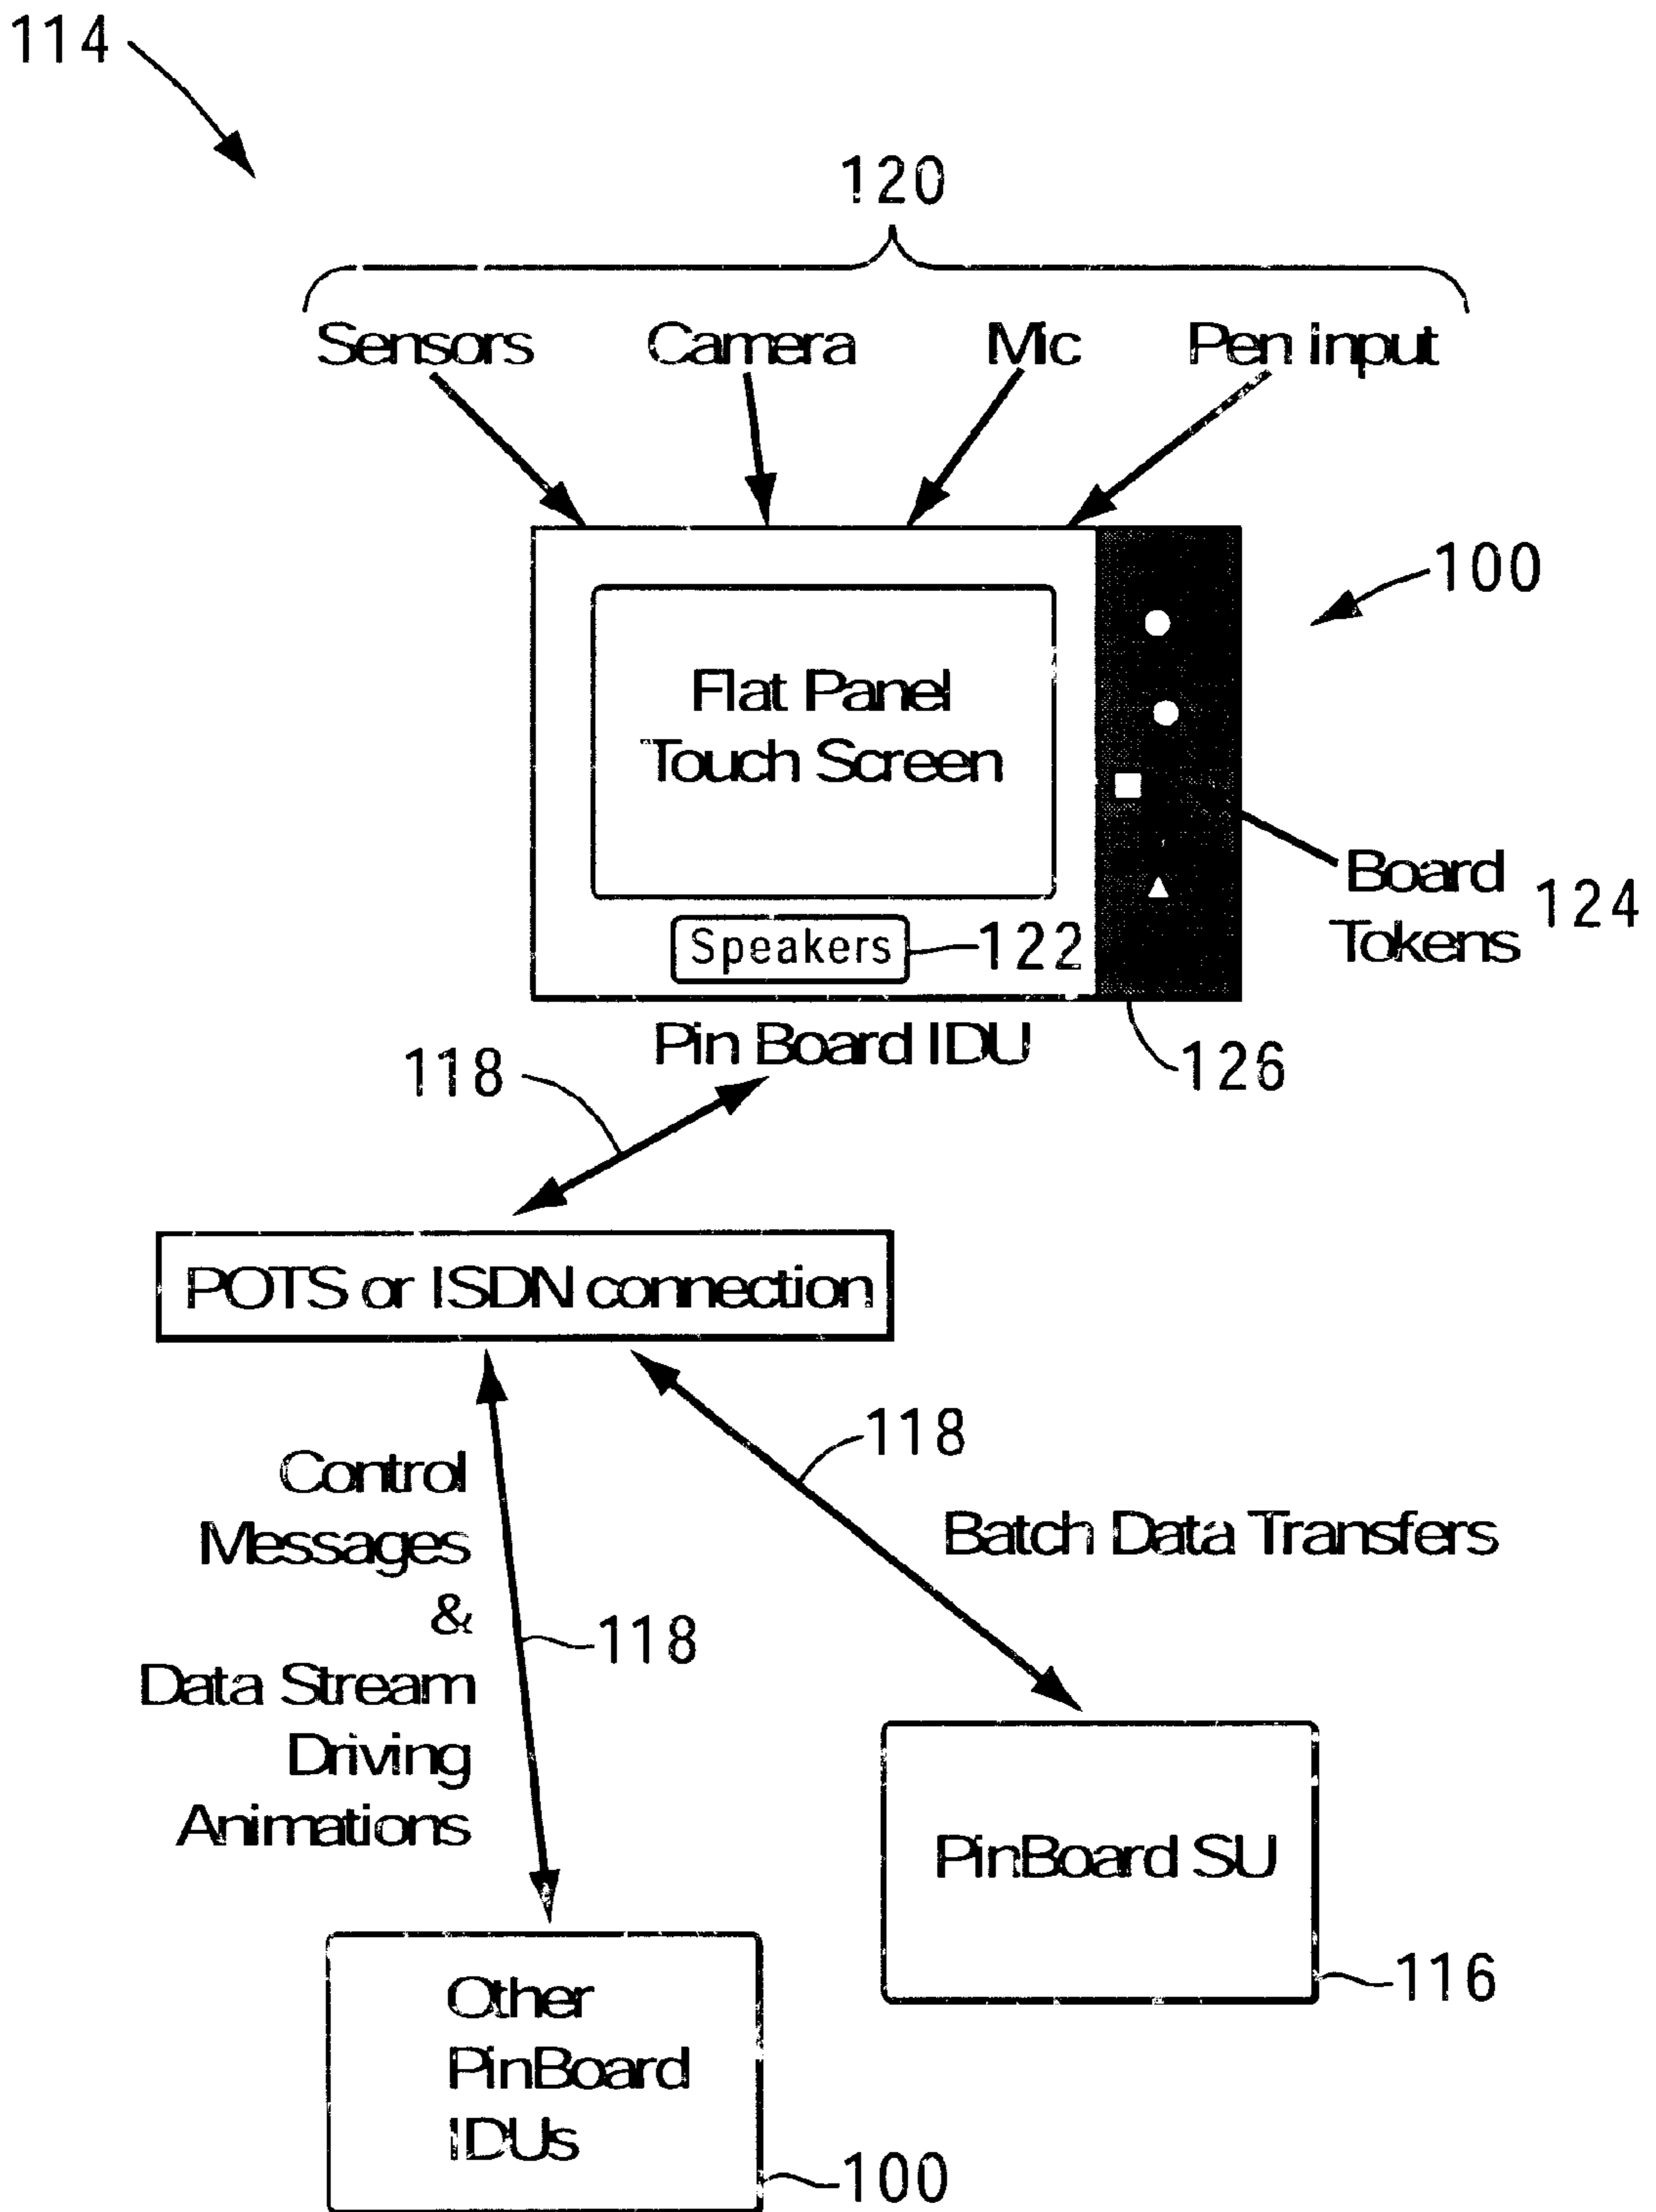 114
120
Sensors Camera Mic Pen input
100
Flat Panel
Touch Screen
Board
Tokens
124
Speakers
122
Pin Board IDU
126
118
POTS or ISDN connection
118
Control
Messages
&
Data Stream
Driving
Animations
118
Batch Data Transfers
PinBoard SU
116
Other
PinBoard
IDUs
100